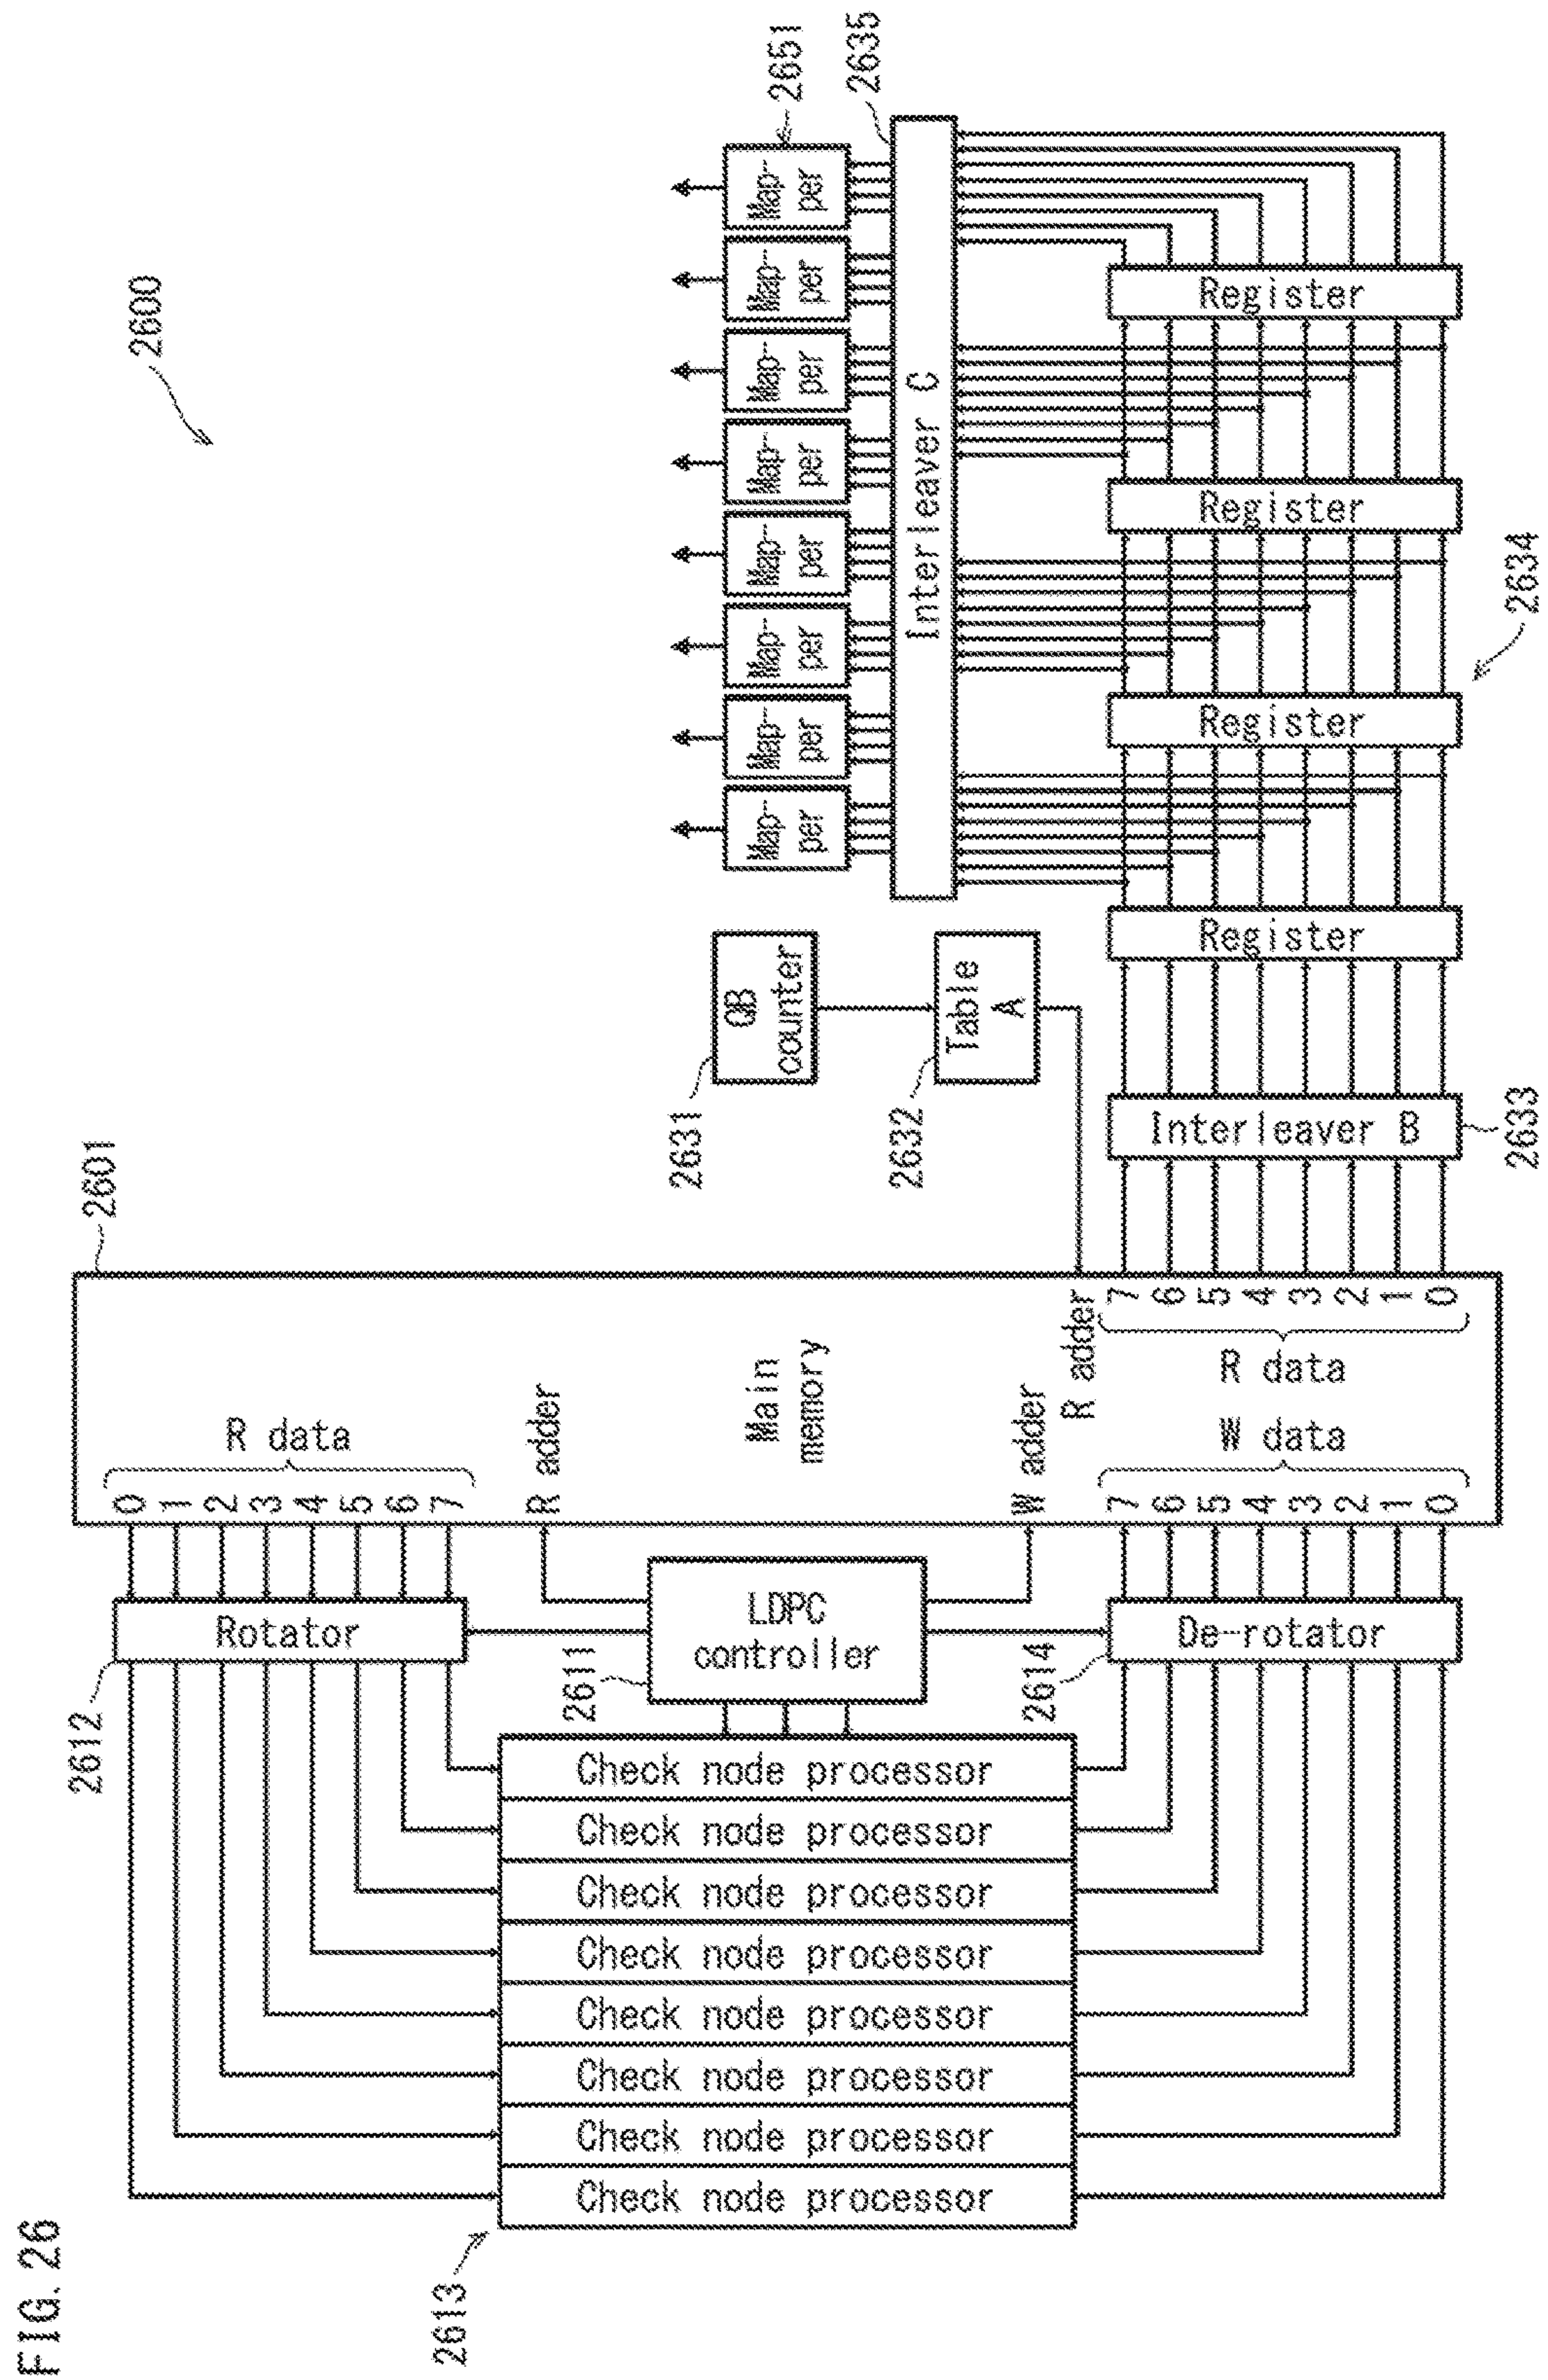 FIG. 26
2600
2613
Check node processor
Check node processor
Check node processor
Check node processor
Check node processor
Check node processor
Check node processor
Check node processor
2612
Rotator
2611
LDPC
controller
2614
De-rotator
2601
0
1
2
3
4
5
6
7
R data
R adder
Main
memory
W adder
7
6
5
4
3
2
1
0
W data
R adder
7
6
5
4
3
2
1
0
R data
2631
QB
counter
2632
Table
A
Interleaver B
2633
Register
Register
Register
Register
2634
Interleaver C
2635
Map-
per
Map-
per
Map-
per
Map-
per
Map-
per
Map-
per
Map-
per
Map-
per
2651